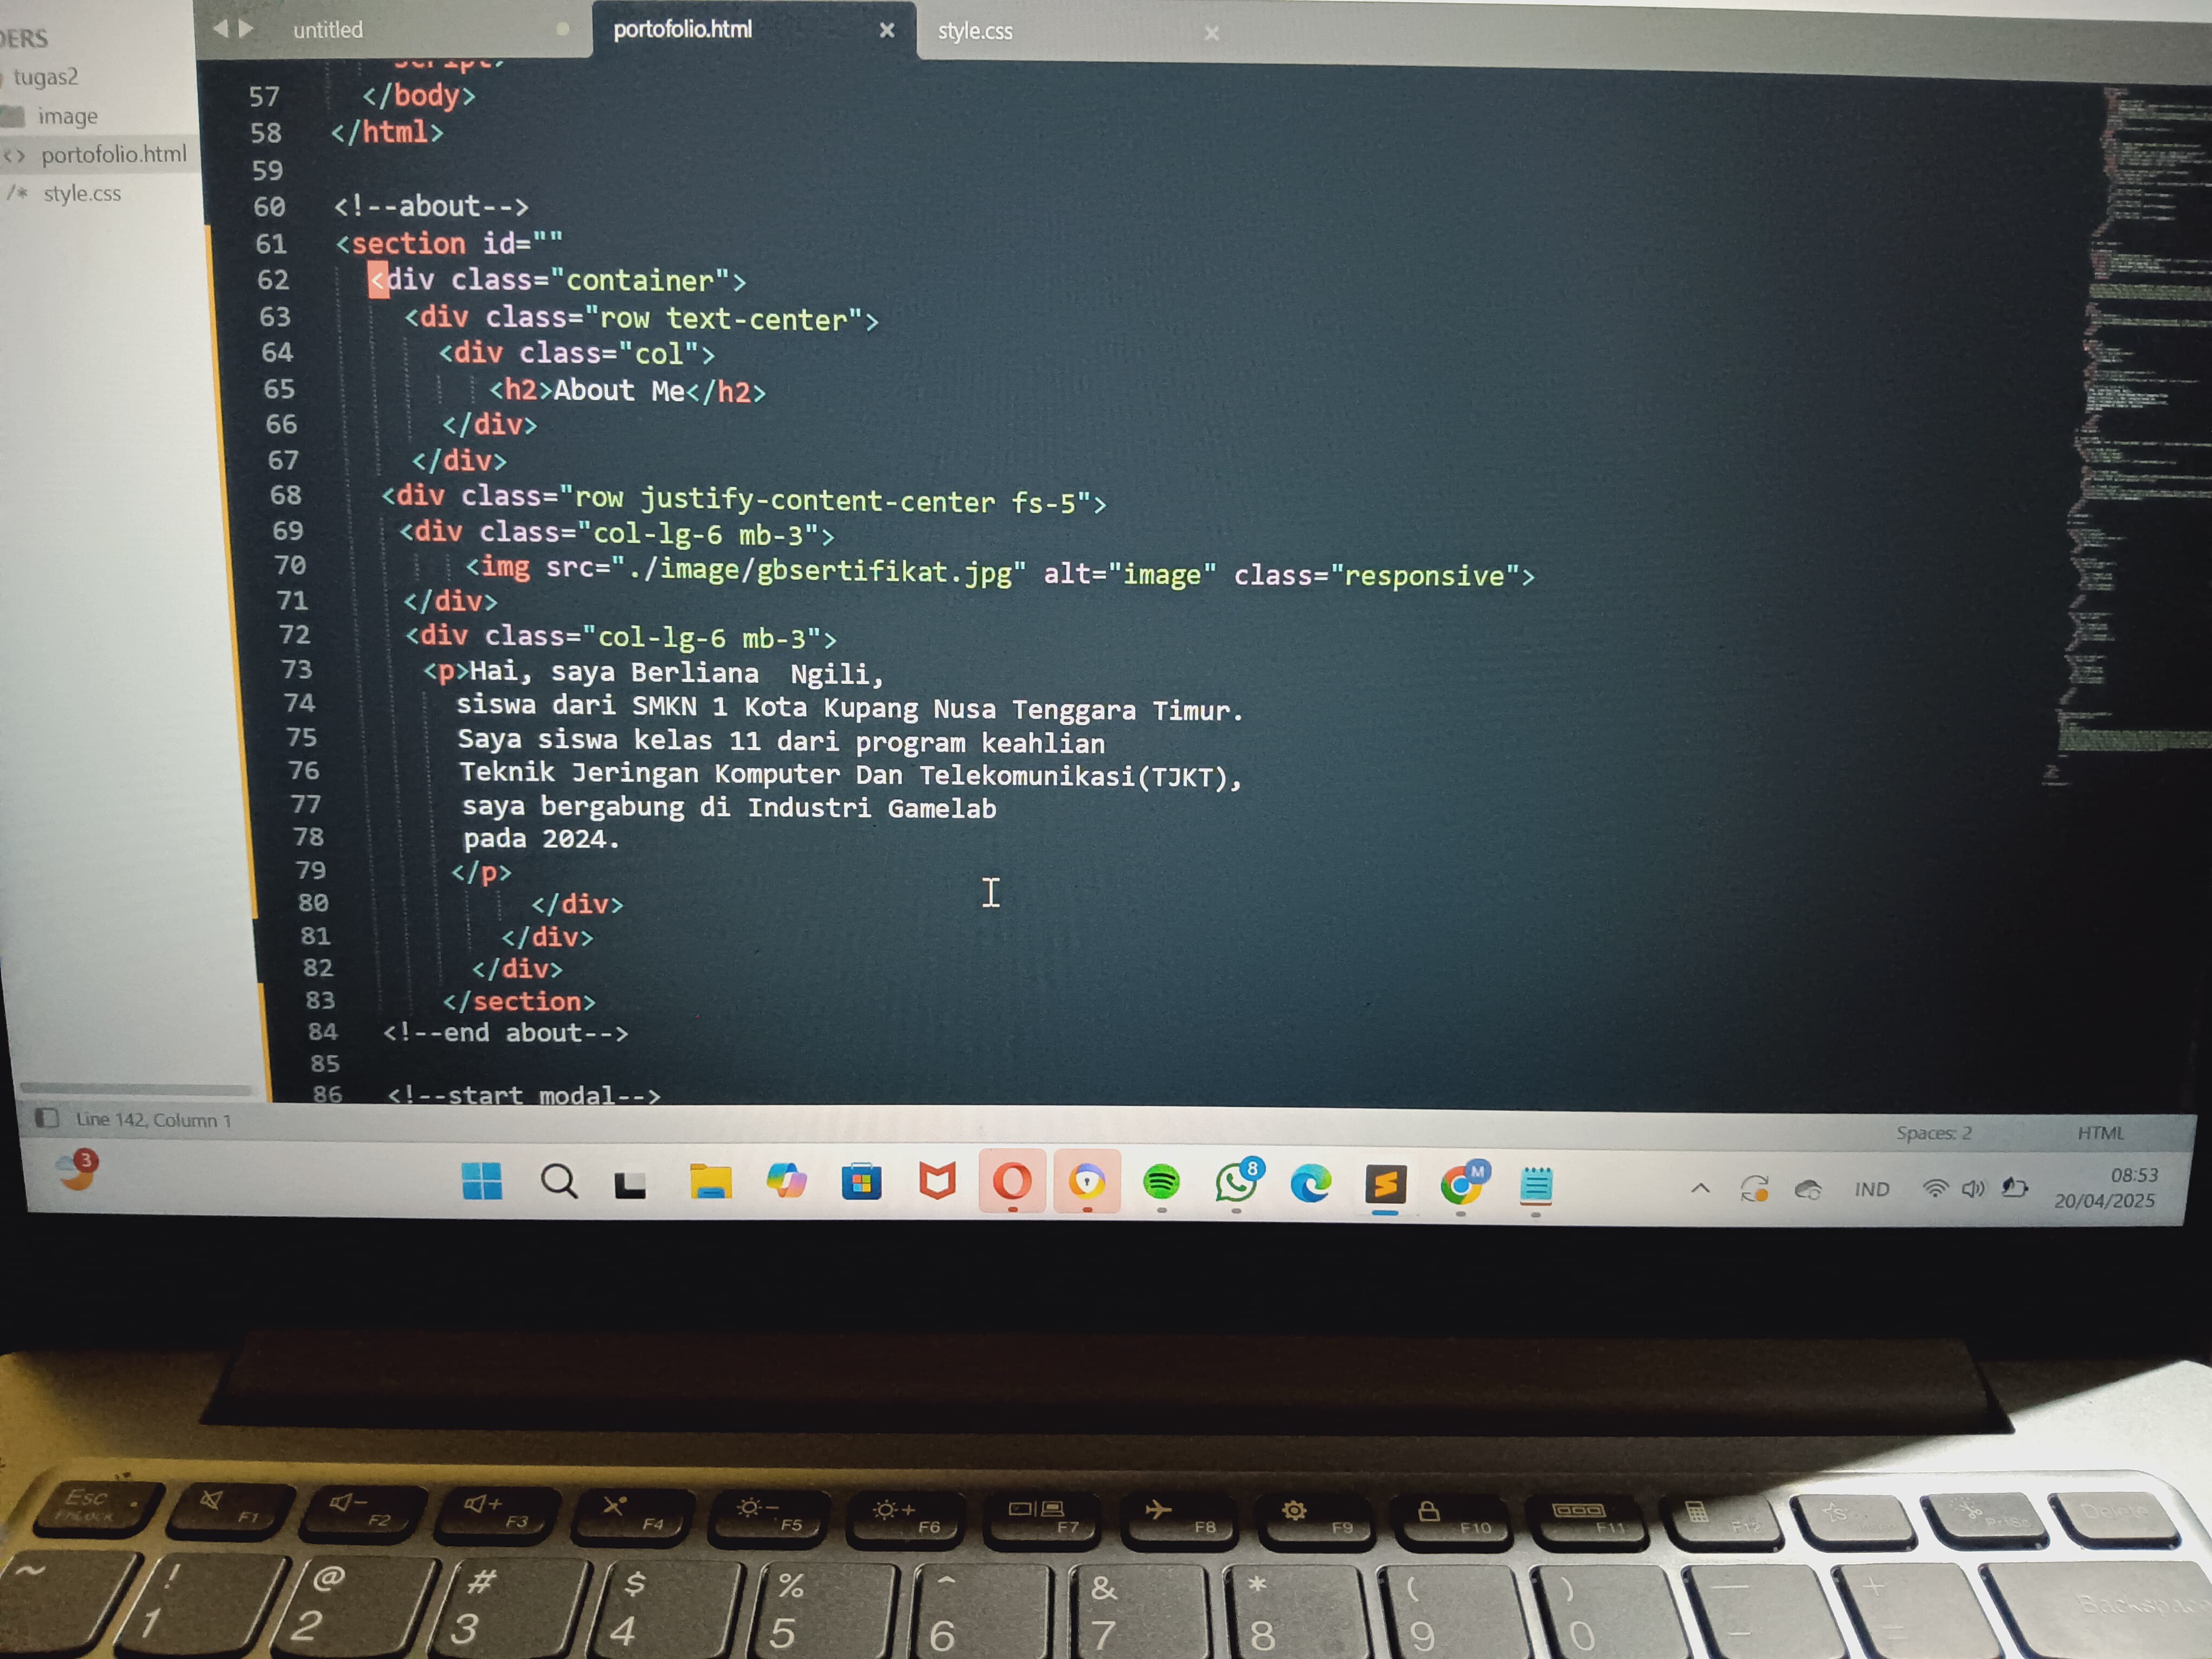 untitled
portofolio.html
style.css
tugas2
image
portofolio.html
style.css
57 </body>
58 </html>
59
60 <!--about-->
61 <section id=""
62 <div class="container">
63 <div class="row text-center">
64 <div class="col">
65 <h2>About Me</h2>
66 </div>
67 </div>
68 <div class="row justify-content-center fs-5">
69 <div class="col-lg-6 mb-3">
70 <img src="./image/gbsertifikat.jpg" alt="image" class="responsive">
71 </div>
72 <div class="col-lg-6 mb-3">
73 <p>Hai, saya Berliana  Ngili,
74 siswa dari SMKN 1 Kota Kupang Nusa Tenggara Timur.
75 Saya siswa kelas 11 dari program keahlian
76 Teknik Jeringan Komputer Dan Telekomunikasi(TJKT),
77 saya bergabung di Industri Gamelab
78 pada 2024.
79 </p>
80 </div>
81 </div>
82 </div>
83 </section>
84 <!--end about-->
85
86 <!--start modal-->
Line 142, Column 1
Spaces: 2
HTML
3
8
M
IND
08:53
20/04/2025
Esc
F1
F2
F3
F4
F5
F6
F7
F8
F9
F10
F11
F12
PrtSc
Delete
~
! 1
@ 2
# 3
$ 4
% 5
^ 6
& 7
* 8
( 9
) 0
_ -
+ =